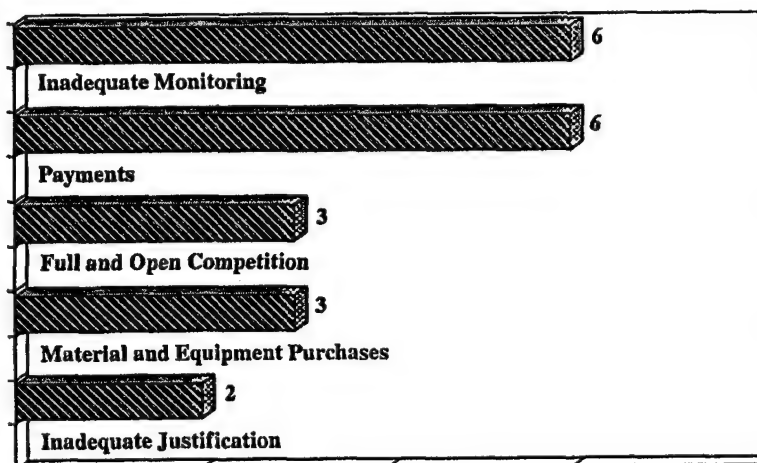 6
Inadequate Monitoring
6
Payments
3
Full and Open Competition
3
Material and Equipment Purchases
2
Inadequate Justification